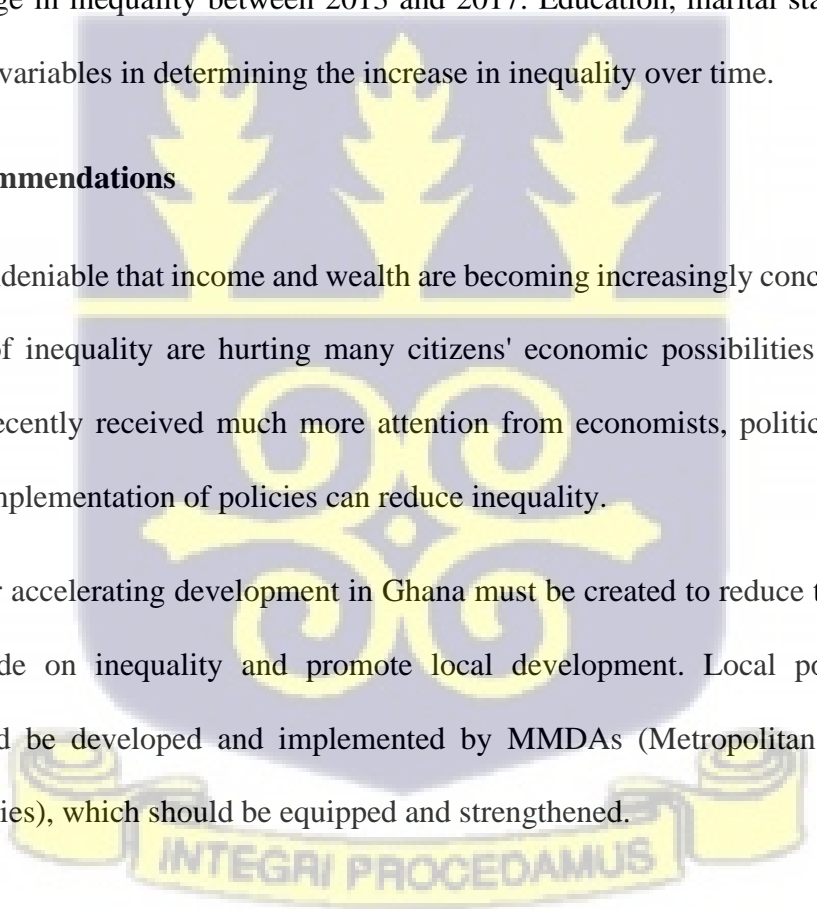 ge in inequality between 2013 and 2017. Education, marital sta
variables in determining the increase in inequality over time.
mmendations
deniable that income and wealth are becoming increasingly conc
of inequality are hurting many citizens' economic possibilities
ecently received much more attention from economists, politic
mplementation of policies can reduce inequality.
r accelerating development in Ghana must be created to reduce t
de on inequality and promote local development. Local po
d be developed and implemented by MMDAs (Metropolitan
ies), which should be equipped and strengthened.
INTEGRI PROCEDAMUS